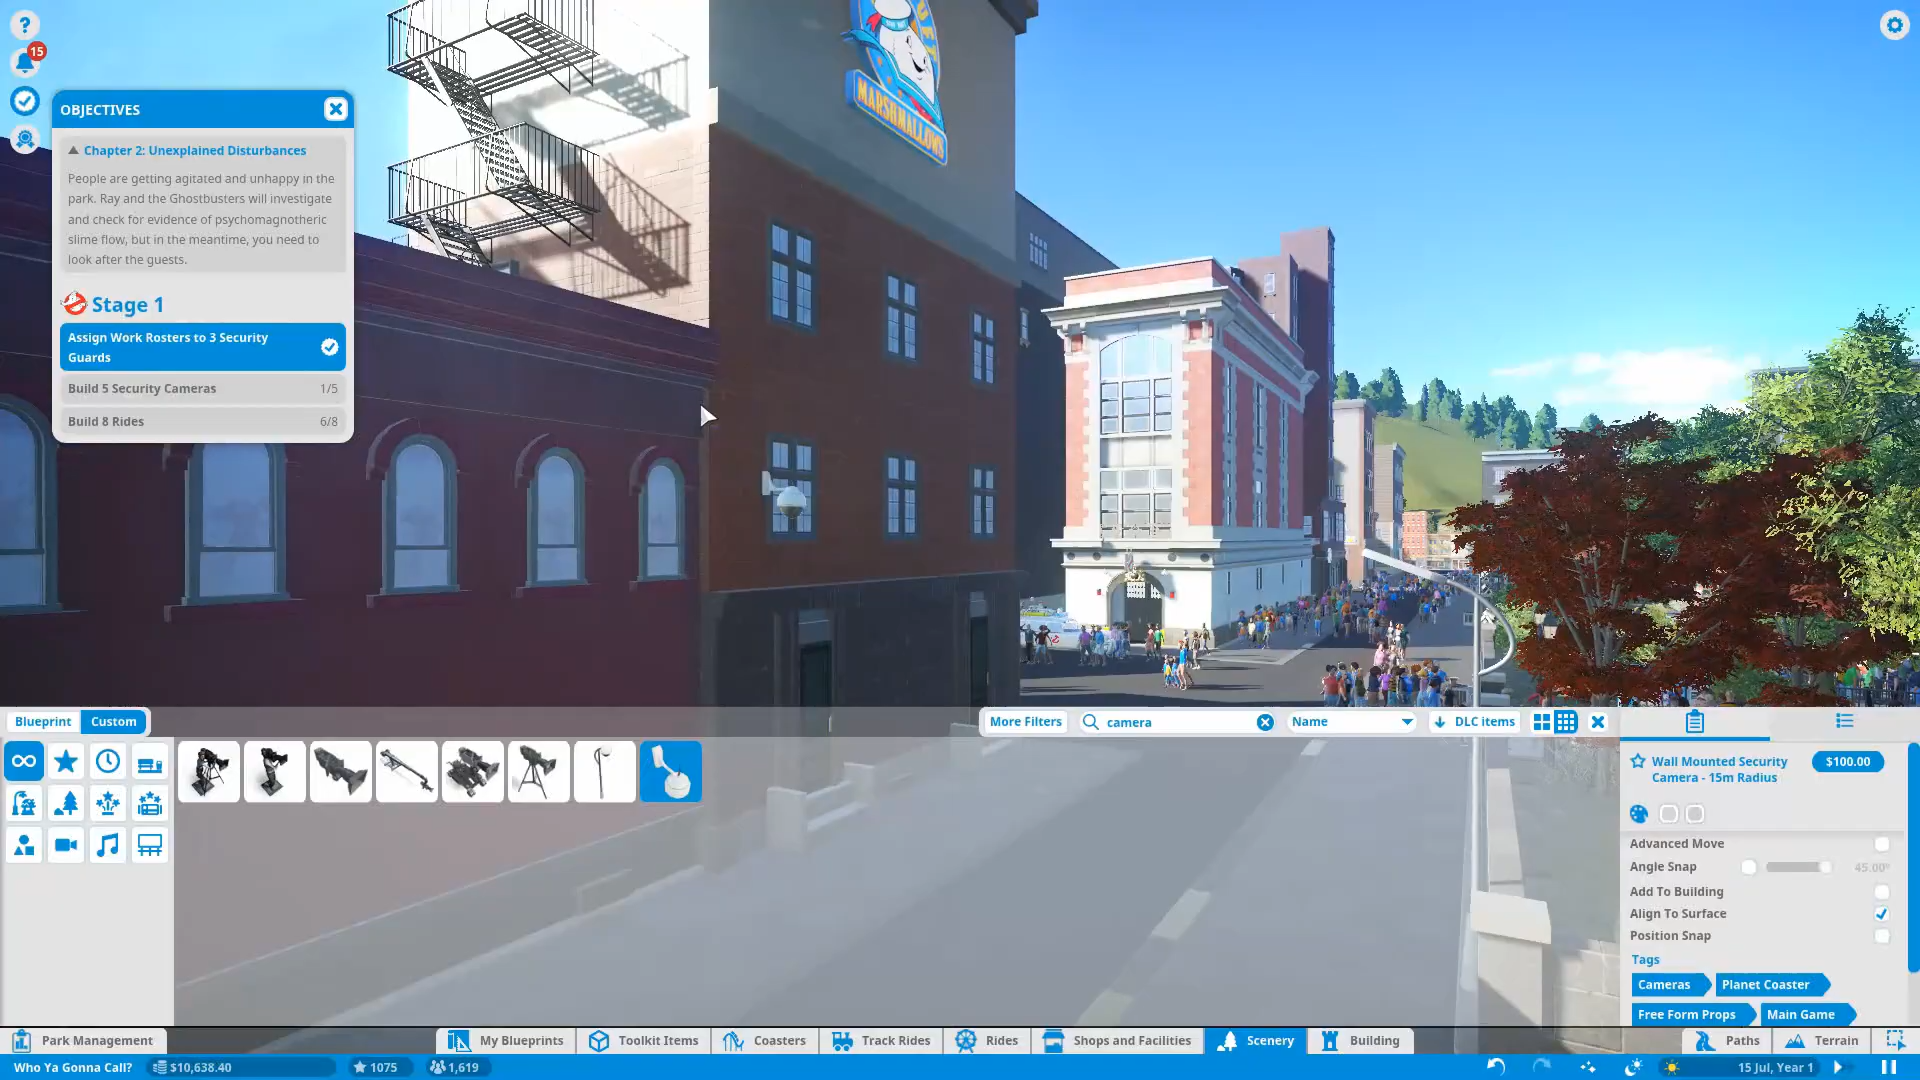 ?
15
OBJECTIVES
Chapter 2: Unexplained Disturbances
People are getting agitated and unhappy in the
park. Ray and the Ghostbusters will investigate
and check for evidence of psychomagnotheric
slime flow, but in the meantime, you need to
look after the guests.
Stage 1
Assign Work Rosters to 3 Security
Guards
Build 5 Security Cameras 1/5
Build 8 Rides 6/8
MARSHMALLOWS
Blueprint Custom
More Filters camera Name DLC items
Wall Mounted Security
Camera - 15m Radius
$100.00
Advanced Move
Angle Snap 45.00°
Add To Building
Align To Surface
Position Snap
Tags
Cameras Planet Coaster
Free Form Props Main Game
Park Management My Blueprints Toolkit Items Coasters Track Rides Rides Shops and Facilities Scenery Building Paths Terrain
Who Ya Gonna Call? $10,638.40 1075 1,619 15 Jul, Year 1